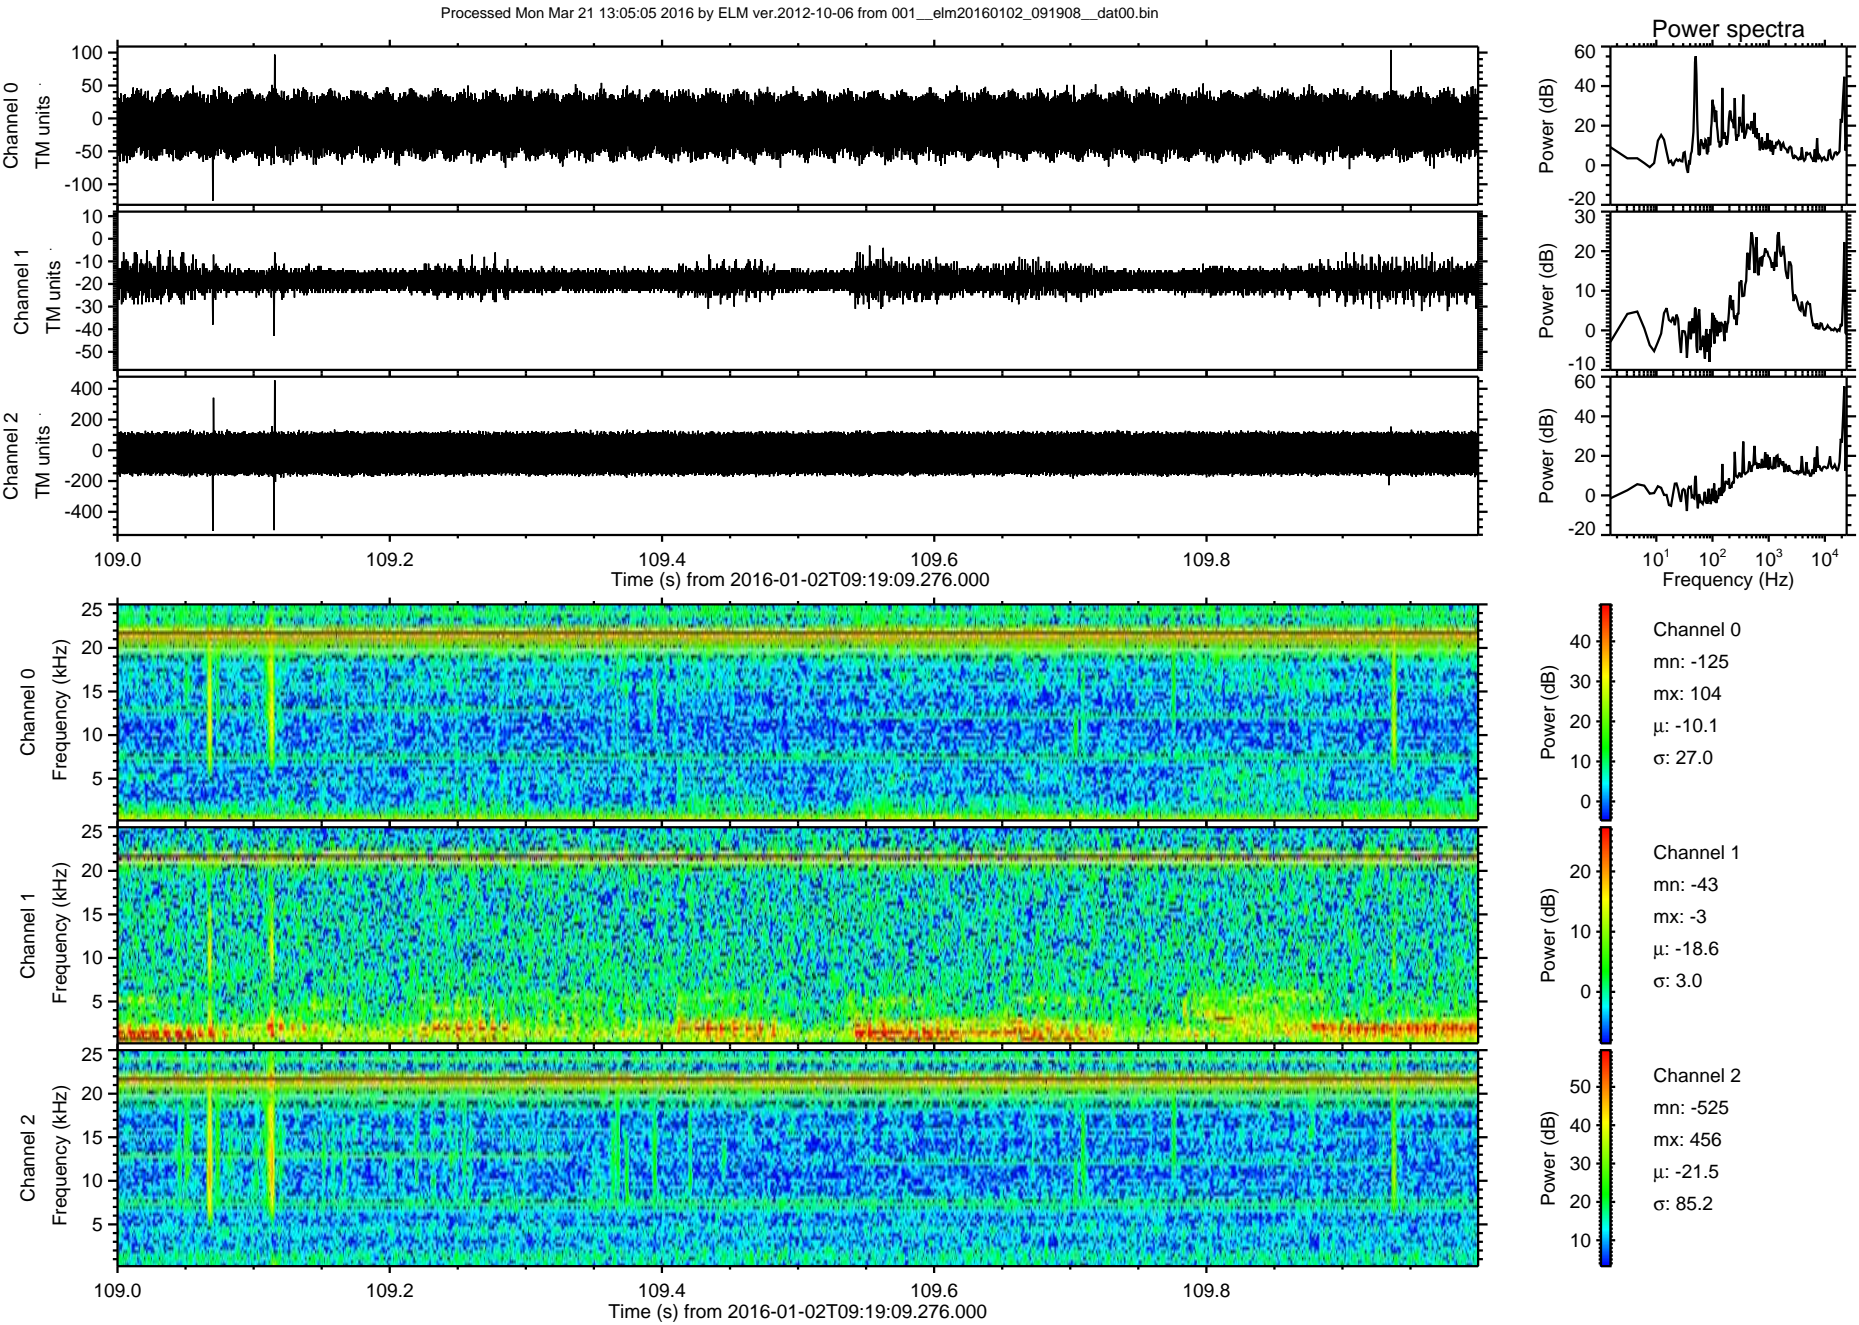 Processed Mon Mar 21 13:05:05 2016 by ELM ver.2012-10-06 from 001__elm20160102_091908__dat00.bin
Power spectra
Channel 0
TM units
100
50
0
-50
-100
Power (dB)
60
40
20
0
-20
Channel 1
TM units
10
0
-10
-20
-30
-40
-50
Power (dB)
30
20
10
0
-10
Channel 2
TM units
400
200
0
-200
-400
Power (dB)
60
40
20
0
-20
109.0 109.2 109.4 109.6 109.8
Time (s) from 2016-01-02T09:19:09.276.000
10¹ 10² 10³ 10⁴
Frequency (Hz)
Channel 0
Frequency (kHz)
25
20
15
10
5
Power (dB)
40
30
20
10
0
Channel 0
mn: -125
mx: 104
µ: -10.1
σ: 27.0
Channel 1
Frequency (kHz)
25
20
15
10
5
Power (dB)
20
10
0
Channel 1
mn: -43
mx: -3
µ: -18.6
σ: 3.0
Channel 2
Frequency (kHz)
25
20
15
10
5
Power (dB)
50
40
30
20
10
Channel 2
mn: -525
mx: 456
µ: -21.5
σ: 85.2
109.0 109.2 109.4 109.6 109.8
Time (s) from 2016-01-02T09:19:09.276.000